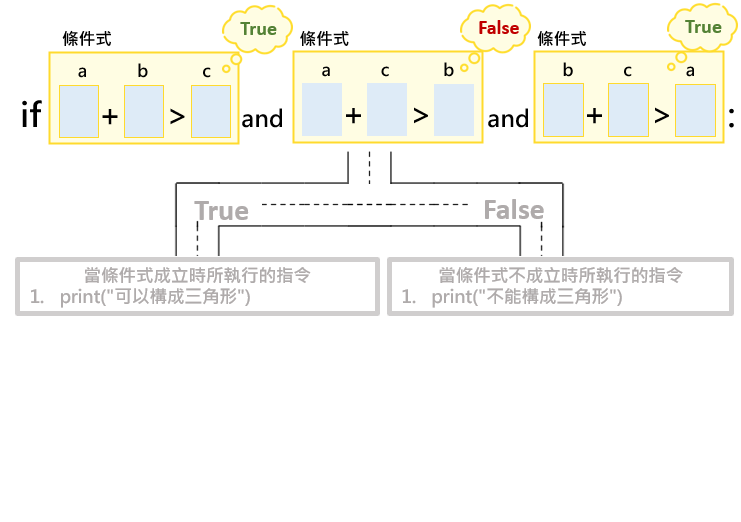 True False True
條件式 條件式 條件式
a b c a c b b c a
if + > and + > and + > :
True False
當條件式成立時所執行的指令
1. print("可以構成三角形")
當條件式不成立時所執行的指令
1. print("不能構成三角形")